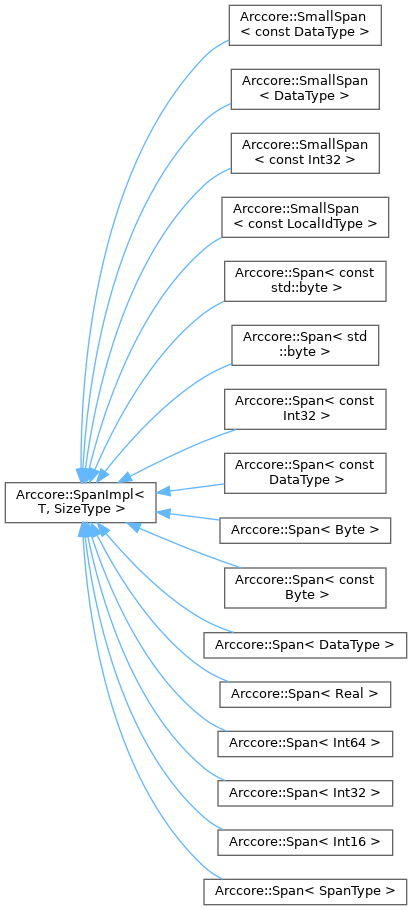 Arccore::SmallSpan
< const DataType >
Arccore::SmallSpan
< DataType >
Arccore::SmallSpan
< const Int32 >
Arccore::SmallSpan
< const LocalIdType >
Arccore::Span< const
std::byte >
Arccore::Span< std
::byte >
Arccore::Span< const
Int32 >
Arccore::Span< const
DataType >
Arccore::SpanImpl<
T, SizeType >
Arccore::Span< Byte >
Arccore::Span< const
Byte >
Arccore::Span< DataType >
Arccore::Span< Real >
Arccore::Span< Int64 >
Arccore::Span< Int32 >
Arccore::Span< Int16 >
Arccore::Span< SpanType >